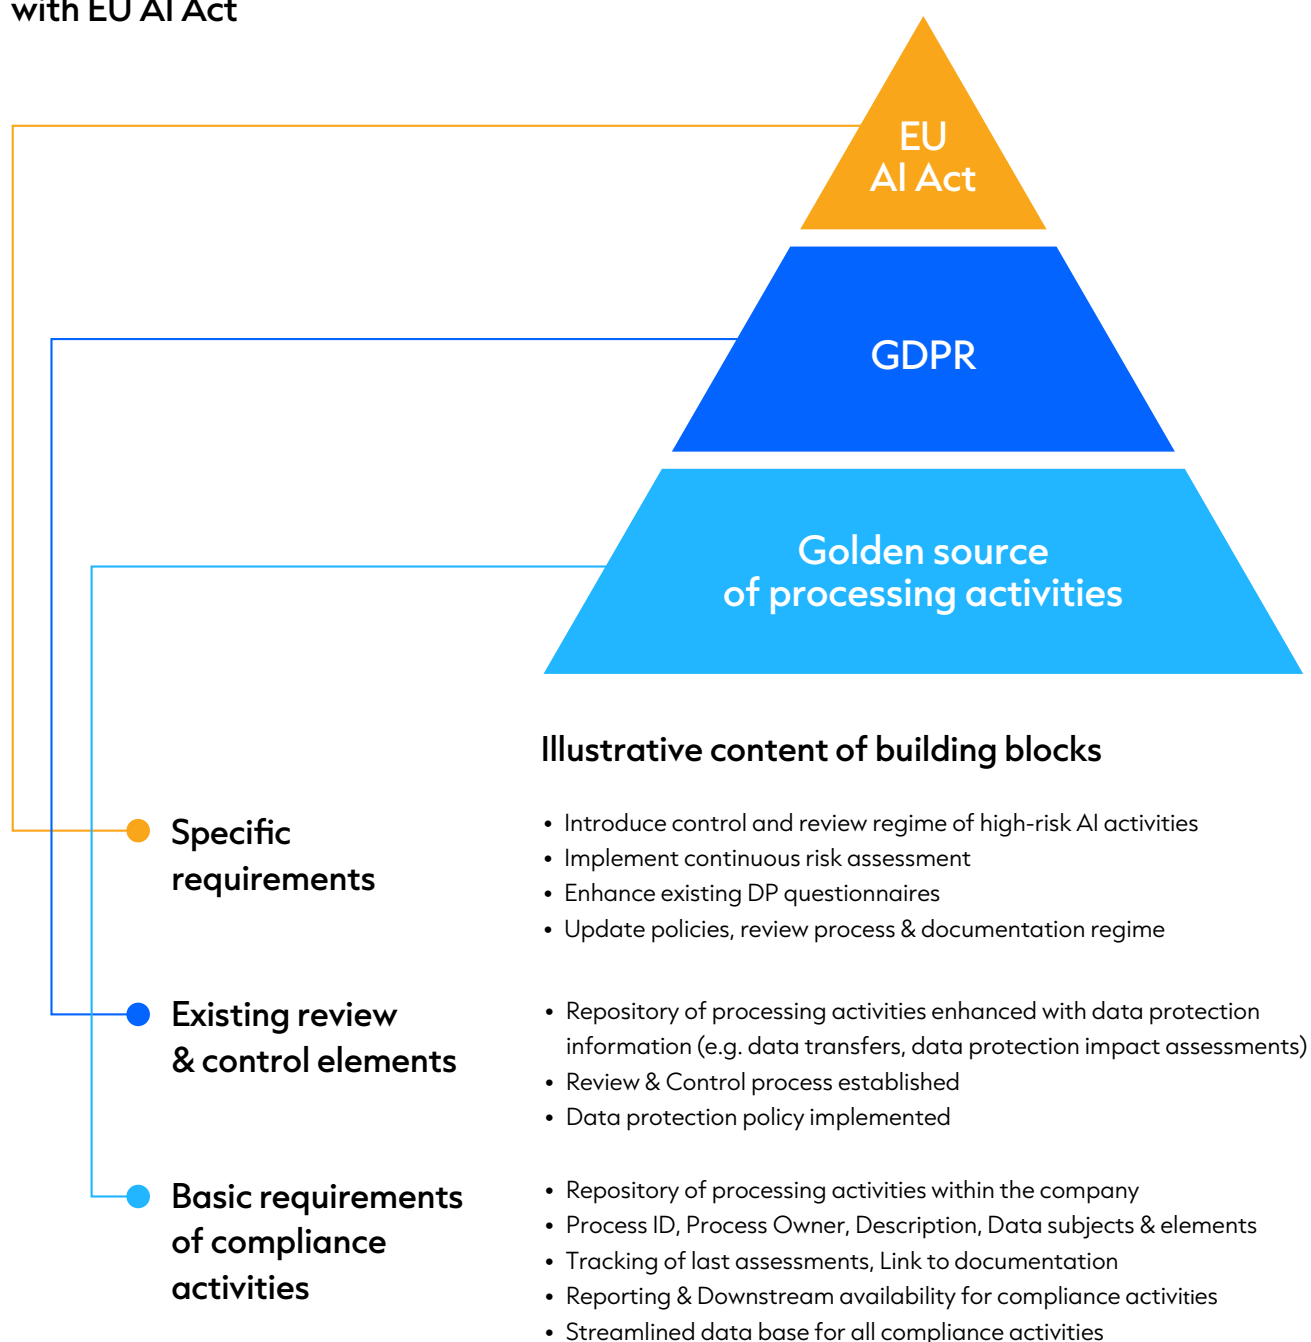 with EU AI Act
EU
AI Act
GDPR
Golden source
of processing activities
Illustrative content of building blocks
Specific
requirements
• Introduce control and review regime of high-risk AI activities
• Implement continuous risk assessment
• Enhance existing DP questionnaires
• Update policies, review process & documentation regime
Existing review
& control elements
• Repository of processing activities enhanced with data protection
information (e.g. data transfers, data protection impact assessments)
• Review & Control process established
• Data protection policy implemented
Basic requirements
of compliance
activities
• Repository of processing activities within the company
• Process ID, Process Owner, Description, Data subjects & elements
• Tracking of last assessments, Link to documentation
• Reporting & Downstream availability for compliance activities
• Streamlined data base for all compliance activities